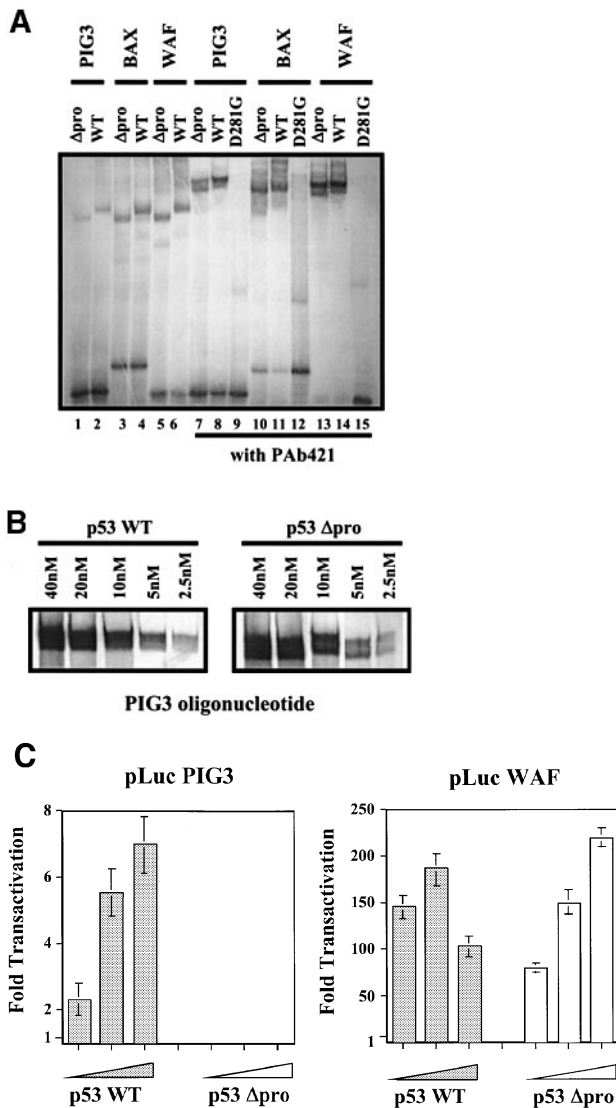 A
PIG3 BAX WAF PIG3 BAX WAF
Δpro WT Δpro WT Δpro WT Δpro WT D281G Δpro WT D281G Δpro WT D281G
1 2 3 4 5 6 7 8 9 10 11 12 13 14 15
with PAb421
B
p53 WT p53 Δpro
40nM 20nM 10nM 5nM 2.5nM 40nM 20nM 10nM 5nM 2.5nM
PIG3 oligonucleotide
C
pLuc PIG3 pLuc WAF
Fold Transactivation
8
6
4
2
1
p53 WT p53 Δpro
Fold Transactivation
250
200
150
100
50
1
p53 WT p53 Δpro